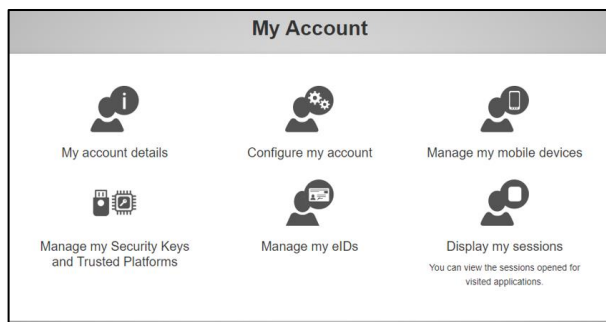 My Account
My account details
Configure my account
Manage my mobile devices
Manage my Security Keys
and Trusted Platforms
Manage my eIDs
Display my sessions
You can view the sessions opened for
visited applications.